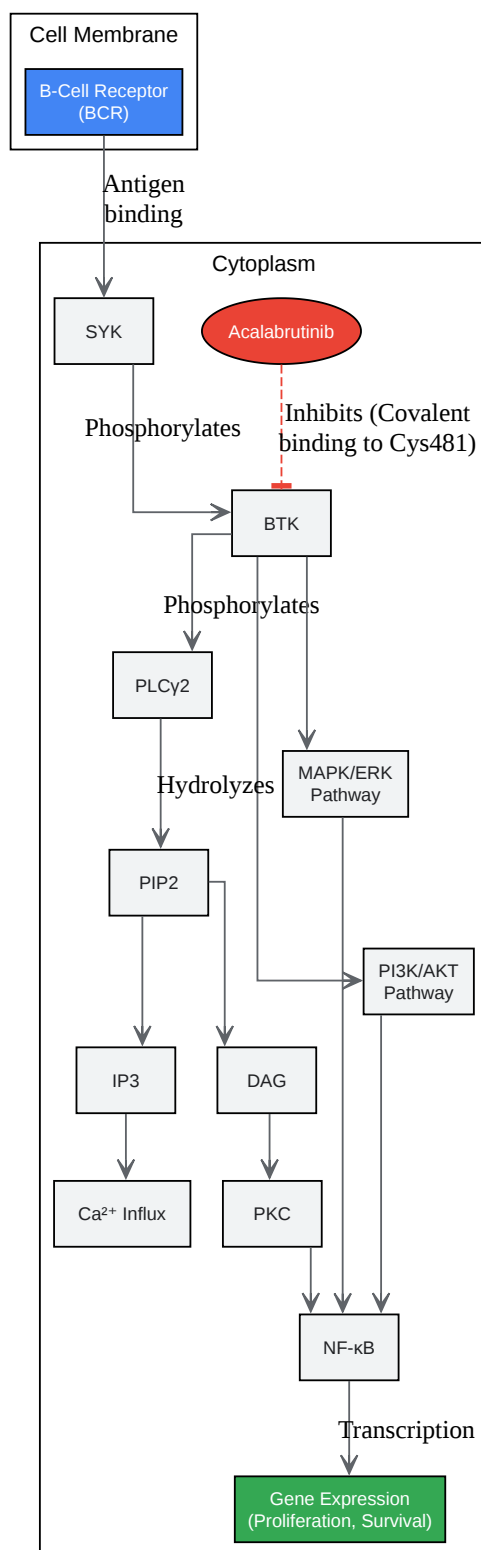 Cell Membrane
B-Cell Receptor
(BCR)
Antigen
binding
Cytoplasm
SYK
Acalabrutinib
Phosphorylates
Inhibits (Covalent
binding to Cys481)
BTK
Phosphorylates
PLCγ2
Hydrolyzes
MAPK/ERK
Pathway
PIP2
PI3K/AKT
Pathway
IP3
DAG
Ca²⁺ Influx
PKC
NF-κB
Transcription
Gene Expression
(Proliferation, Survival)